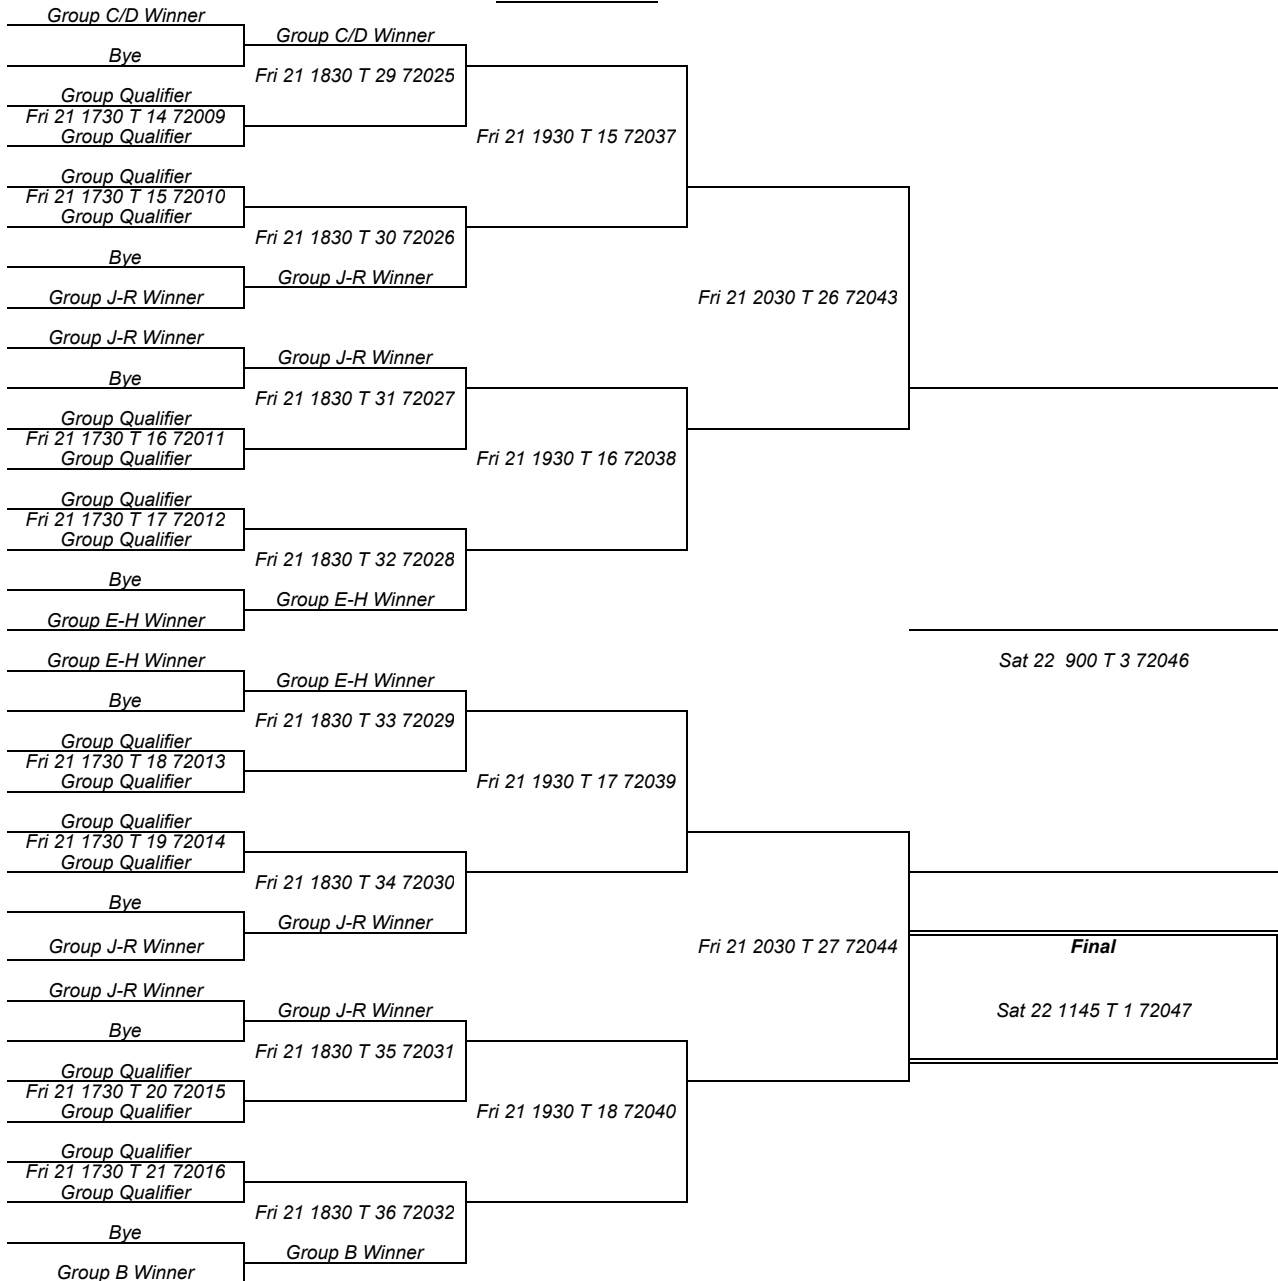 Group C/D Winner
Group C/D Winner
Bye
Fri 21 1830 T 29 72025
Group Qualifier
Fri 21 1730 T 14 72009
Group Qualifier
Fri 21 1930 T 15 72037
Group Qualifier
Fri 21 1730 T 15 72010
Group Qualifier
Fri 21 1830 T 30 72026
Bye
Group J-R Winner
Group J-R Winner
Fri 21 2030 T 26 72043
Group J-R Winner
Group J-R Winner
Bye
Fri 21 1830 T 31 72027
Group Qualifier
Fri 21 1730 T 16 72011
Group Qualifier
Fri 21 1930 T 16 72038
Group Qualifier
Fri 21 1730 T 17 72012
Group Qualifier
Fri 21 1830 T 32 72028
Bye
Group E-H Winner
Group E-H Winner
Group E-H Winner
Sat 22 900 T 3 72046
Group E-H Winner
Bye
Fri 21 1830 T 33 72029
Group Qualifier
Fri 21 1730 T 18 72013
Group Qualifier
Fri 21 1930 T 17 72039
Group Qualifier
Fri 21 1730 T 19 72014
Group Qualifier
Fri 21 1830 T 34 72030
Bye
Group J-R Winner
Group J-R Winner
Fri 21 2030 T 27 72044
Final
Group J-R Winner
Group J-R Winner
Sat 22 1145 T 1 72047
Bye
Fri 21 1830 T 35 72031
Group Qualifier
Fri 21 1730 T 20 72015
Group Qualifier
Fri 21 1930 T 18 72040
Group Qualifier
Fri 21 1730 T 21 72016
Group Qualifier
Fri 21 1830 T 36 72032
Bye
Group B Winner
Group B Winner